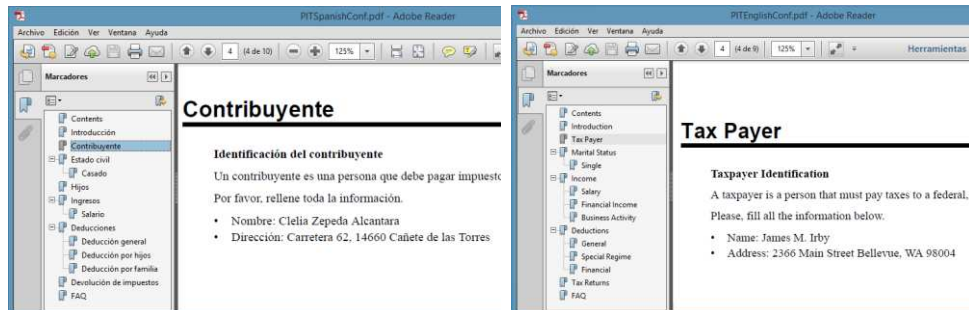 PITSpanishConf.pdf - Adobe Reader
Archivo Edición Ver Ventana Ayuda
4 (4 de 10) 125%
Marcadores
Contents
Introducción
Contribuyente
Estado civil
Casado
Hijos
Ingresos
Salario
Deducciones
Deducción general
Deducción por hijos
Deducción por familia
Devolución de impuestos
FAQ
Contribuyente
Identificación del contribuyente
Un contribuyente es una persona que debe pagar impuesto
Por favor, rellene toda la información.
• Nombre: Clelia Zepeda Alcantara
• Dirección: Carretera 62, 14660 Cañete de las Torres
PITEnglishConf.pdf - Adobe Reader
Archivo Edición Ver Ventana Ayuda
4 (4 de 9) 125% Herramientas
Marcadores
Contents
Introduction
Tax Payer
Marital Status
Single
Income
Salary
Financial Income
Business Activity
Deductions
General
Special Regime
Financial
Tax Returns
FAQ
Tax Payer
Taxpayer Identification
A taxpayer is a person that must pay taxes to a federal,
Please, fill all the information below.
• Name: James M. Irby
• Address: 2366 Main Street Bellevue, WA 98004